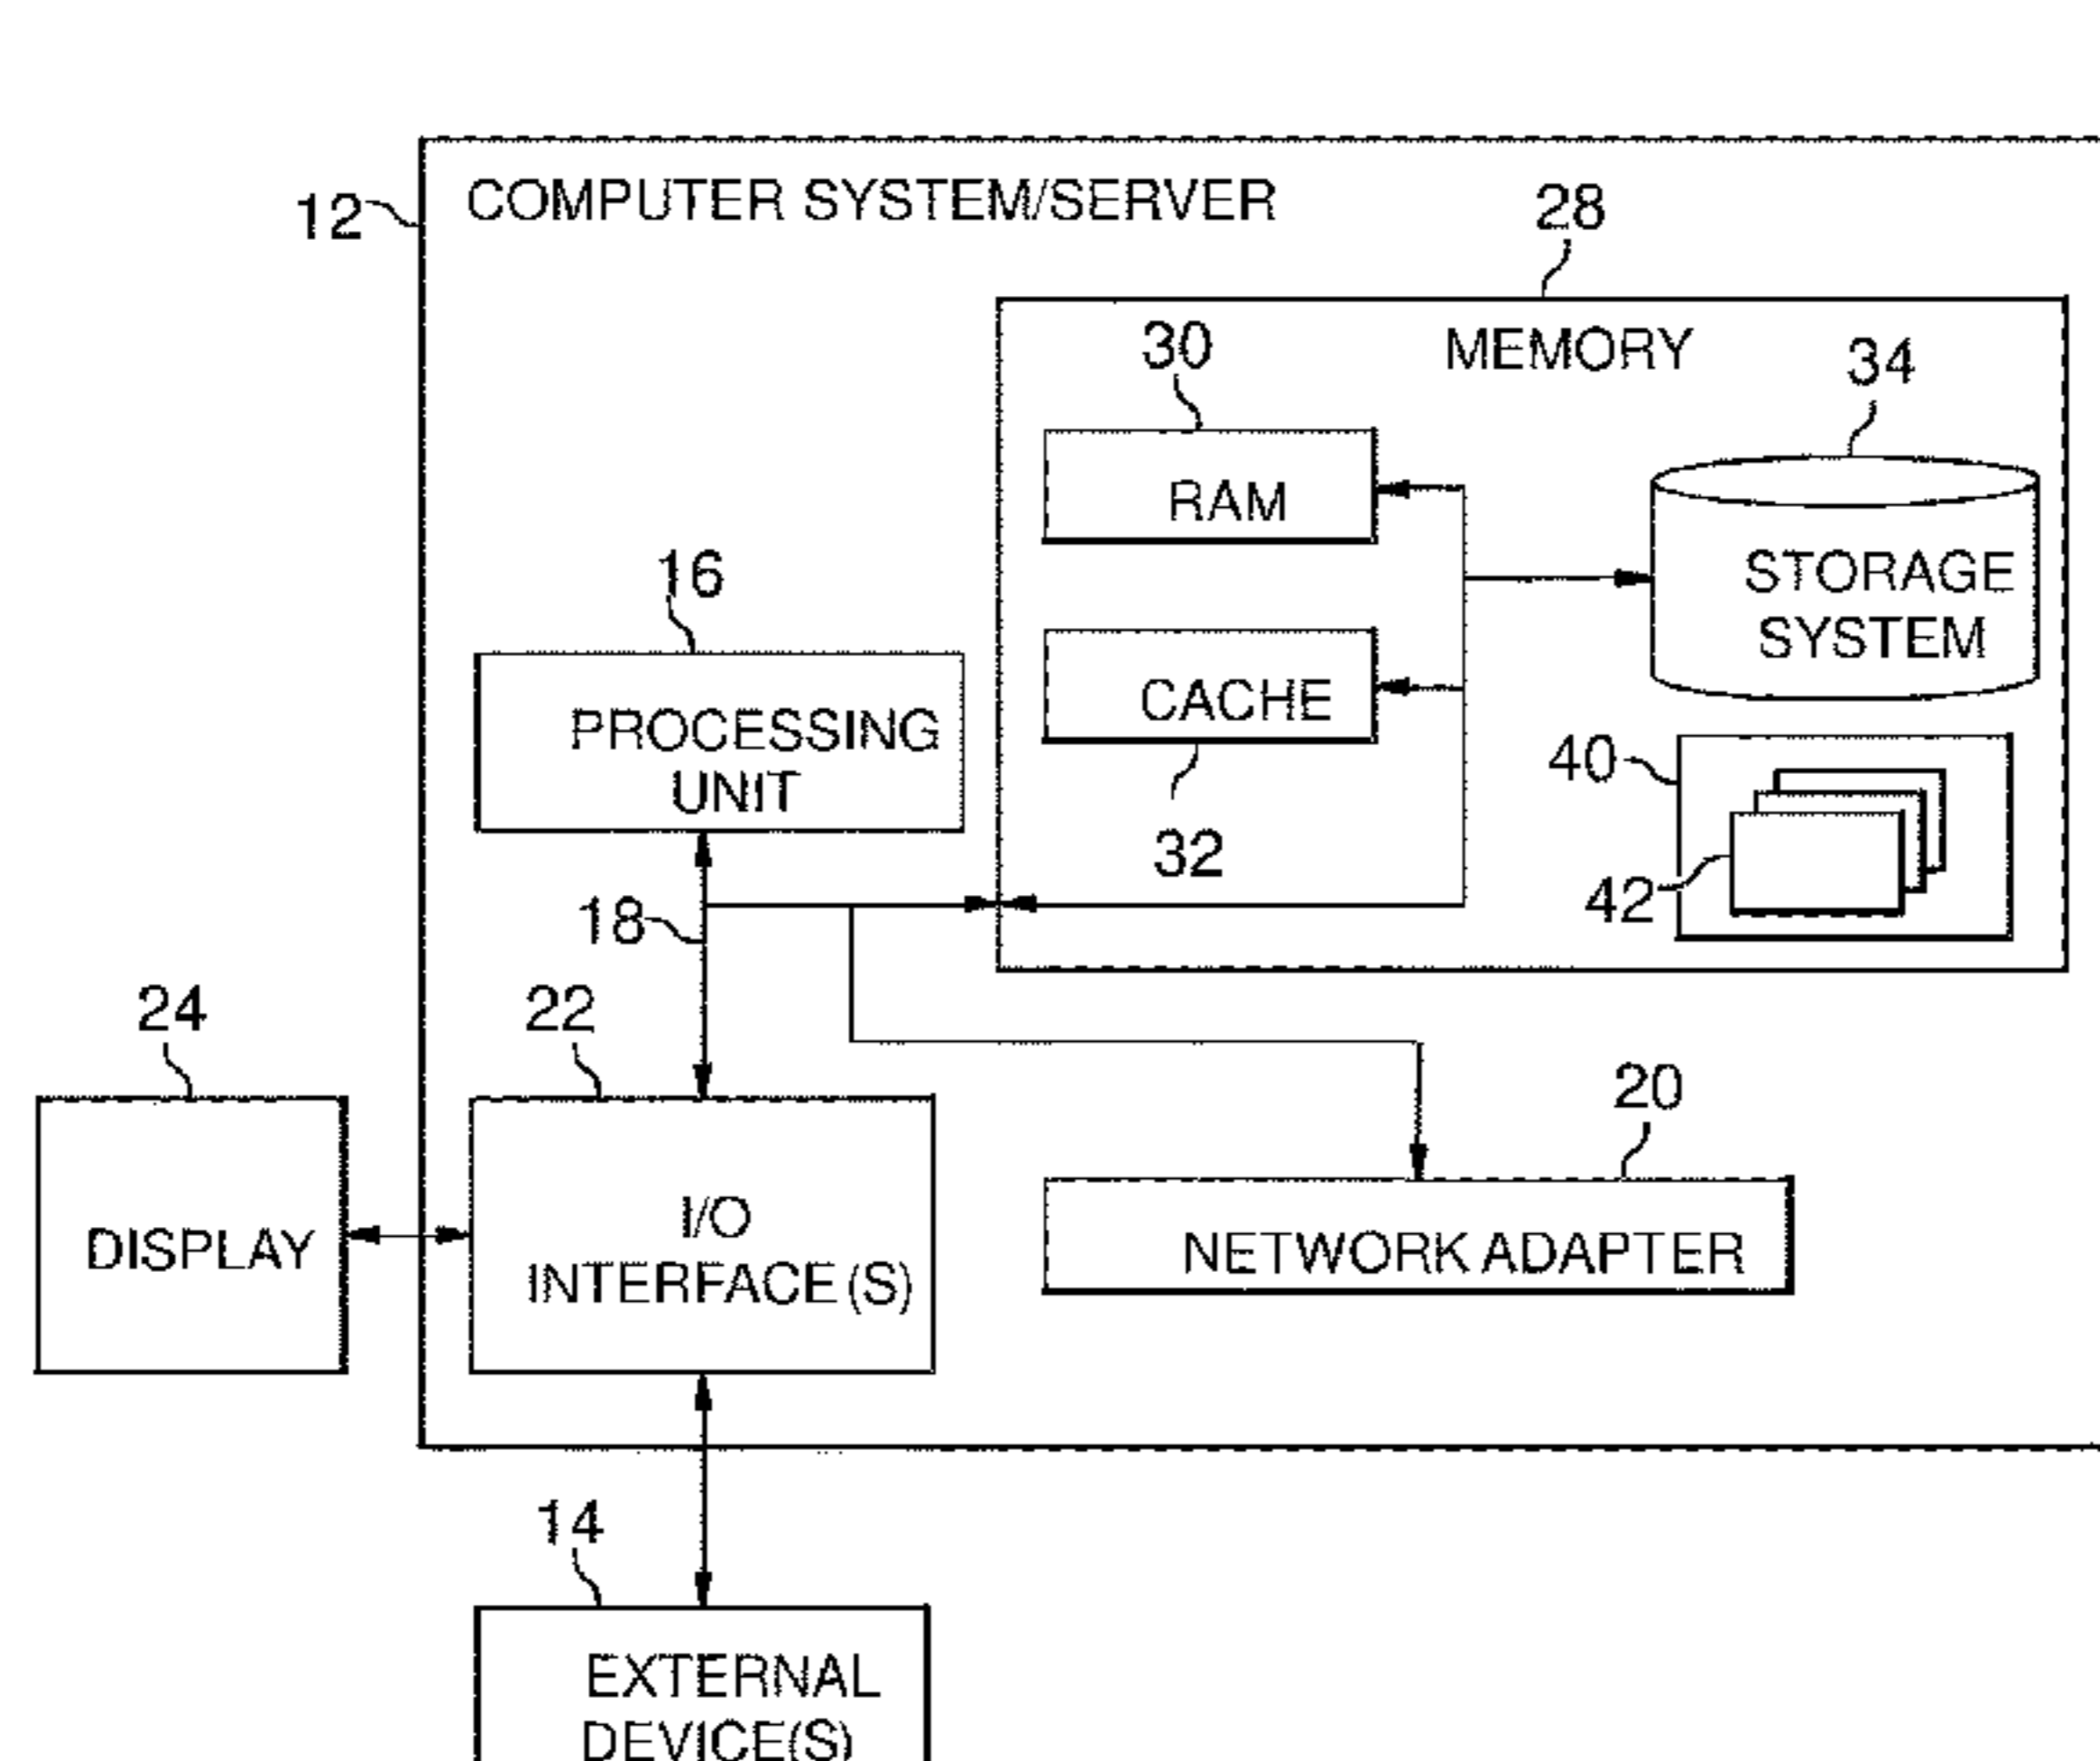 12
COMPUTER SYSTEM/SERVER
28
MEMORY
30
RAM
34
STORAGE
SYSTEM
16
PROCESSING
UNIT
CACHE
32
40
42
18
24
DISPLAY
22
I/O
INTERFACE(S)
20
NETWORK ADAPTER
14
EXTERNAL
DEVICE(S)